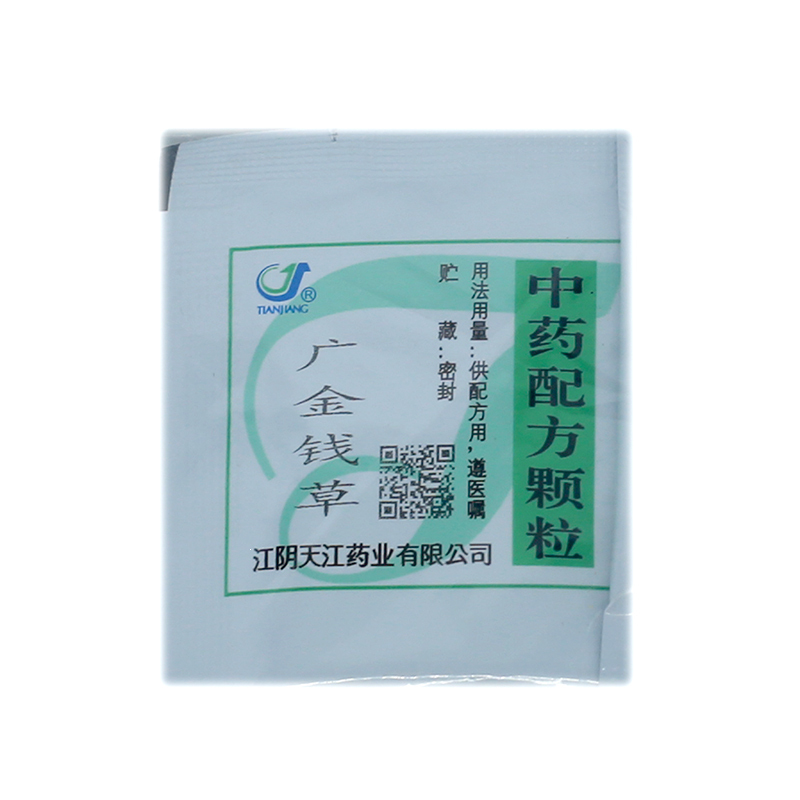 中药配方颗粒
用法用量：供配方用，遵医嘱
贮藏：密封
TIANJIANG
®
广金钱草
江阴天江药业有限公司